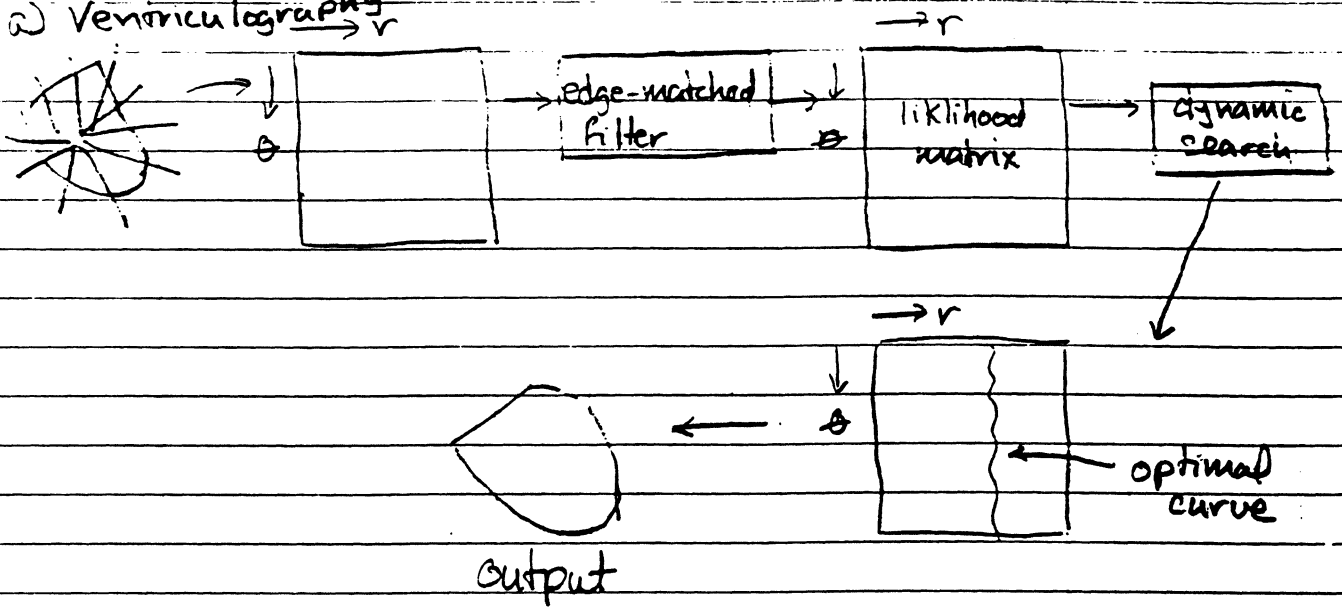 a) Ventriculography
→ r
→ r
↓
θ
edge-matched
filter
↓
θ
liklihood
matrix
dynamic
search
→ r
↓
θ
optimal
curve
output